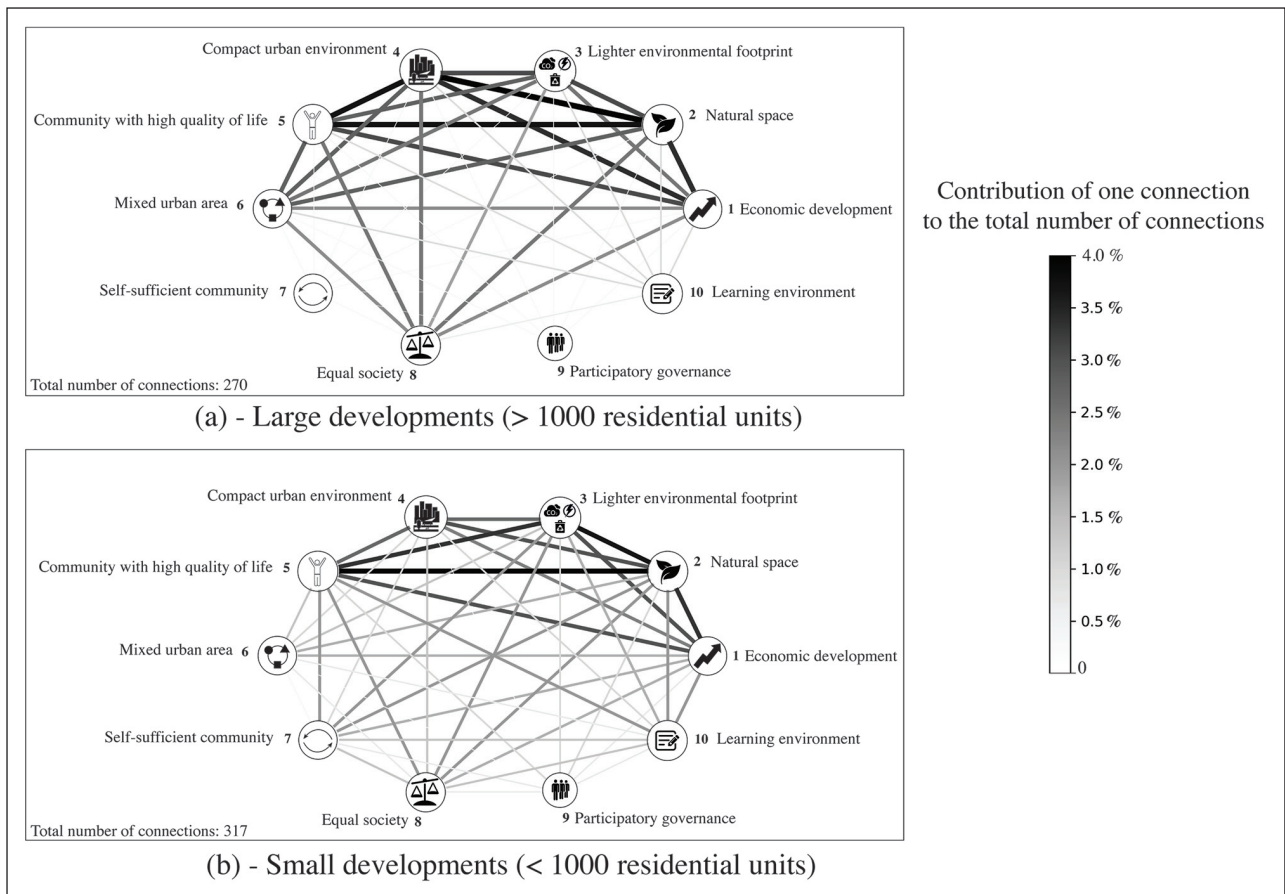 Compact urban environment 4
3 Lighter environmental footprint
CO₂
Community with high quality of life 5
2 Natural space
Mixed urban area 6
1 Economic development
Self-sufficient community 7
10 Learning environment
Equal society 8
9 Participatory governance
Total number of connections: 270
(a) - Large developments (> 1000 residential units)
Compact urban environment 4
3 Lighter environmental footprint
CO₂
Community with high quality of life 5
2 Natural space
Mixed urban area 6
1 Economic development
Self-sufficient community 7
10 Learning environment
Equal society 8
9 Participatory governance
Total number of connections: 317
(b) - Small developments (< 1000 residential units)
Contribution of one connection
to the total number of connections
4.0 %
3.5 %
3.0 %
2.5 %
2.0 %
1.5 %
1.0 %
0.5 %
0